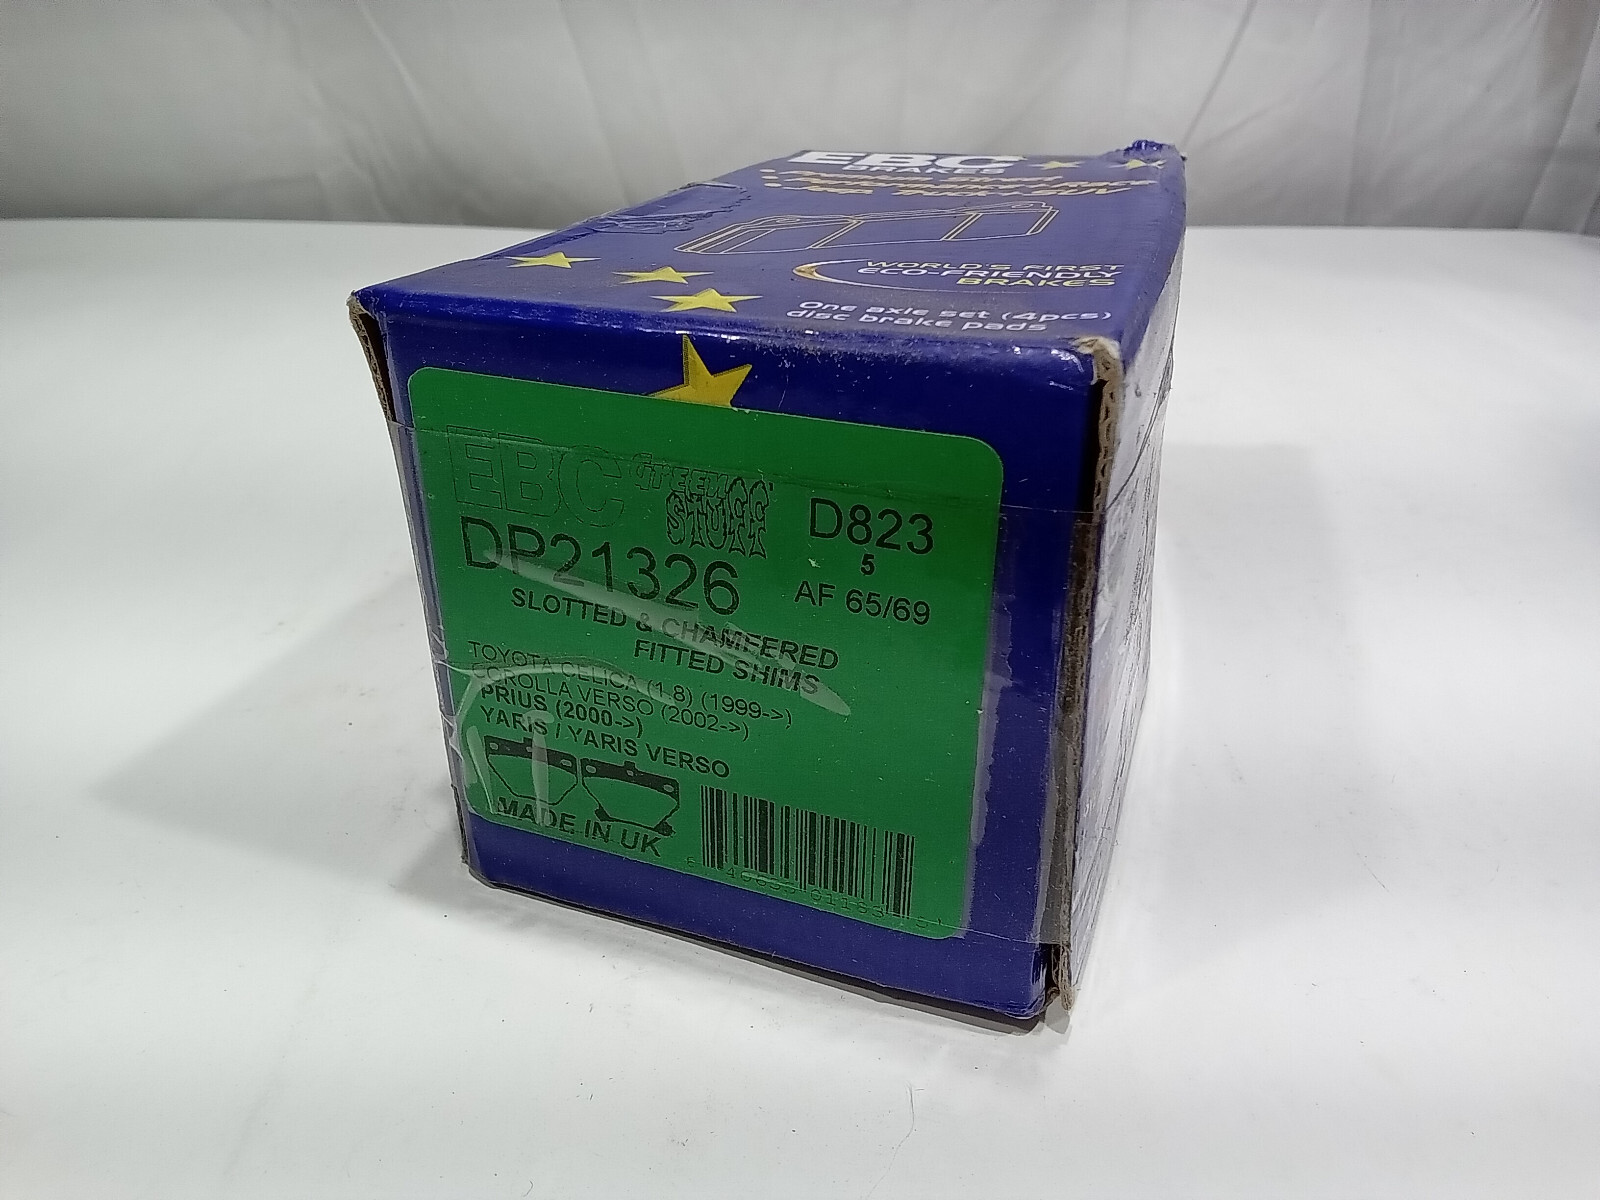 EBC
BRAKES
WORLD'S FIRST
ECO-FRIENDLY
BRAKES
One axle set (4pcs)
disc brake pads
EBC Greenstuff
D823
DP21326
5
AF 65/69
SLOTTED & CHAMFERED
FITTED SHIMS
TOYOTA CELICA (1.8) (1999->)
COROLLA VERSO (2002->)
PRIUS (2000->)
YARIS / YARIS VERSO
MADE IN UK